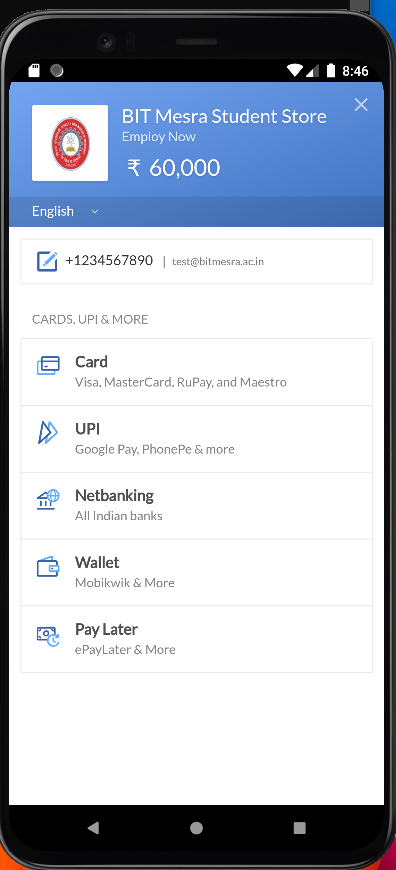 8:46
BIT Mesra Student Store
Employ Now
₹ 60,000
English
+1234567890 | test@bitmesra.ac.in
CARDS, UPI & MORE
Card
Visa, MasterCard, RuPay, and Maestro
UPI
Google Pay, PhonePe & more
Netbanking
All Indian banks
Wallet
Mobikwik & More
Pay Later
ePayLater & More